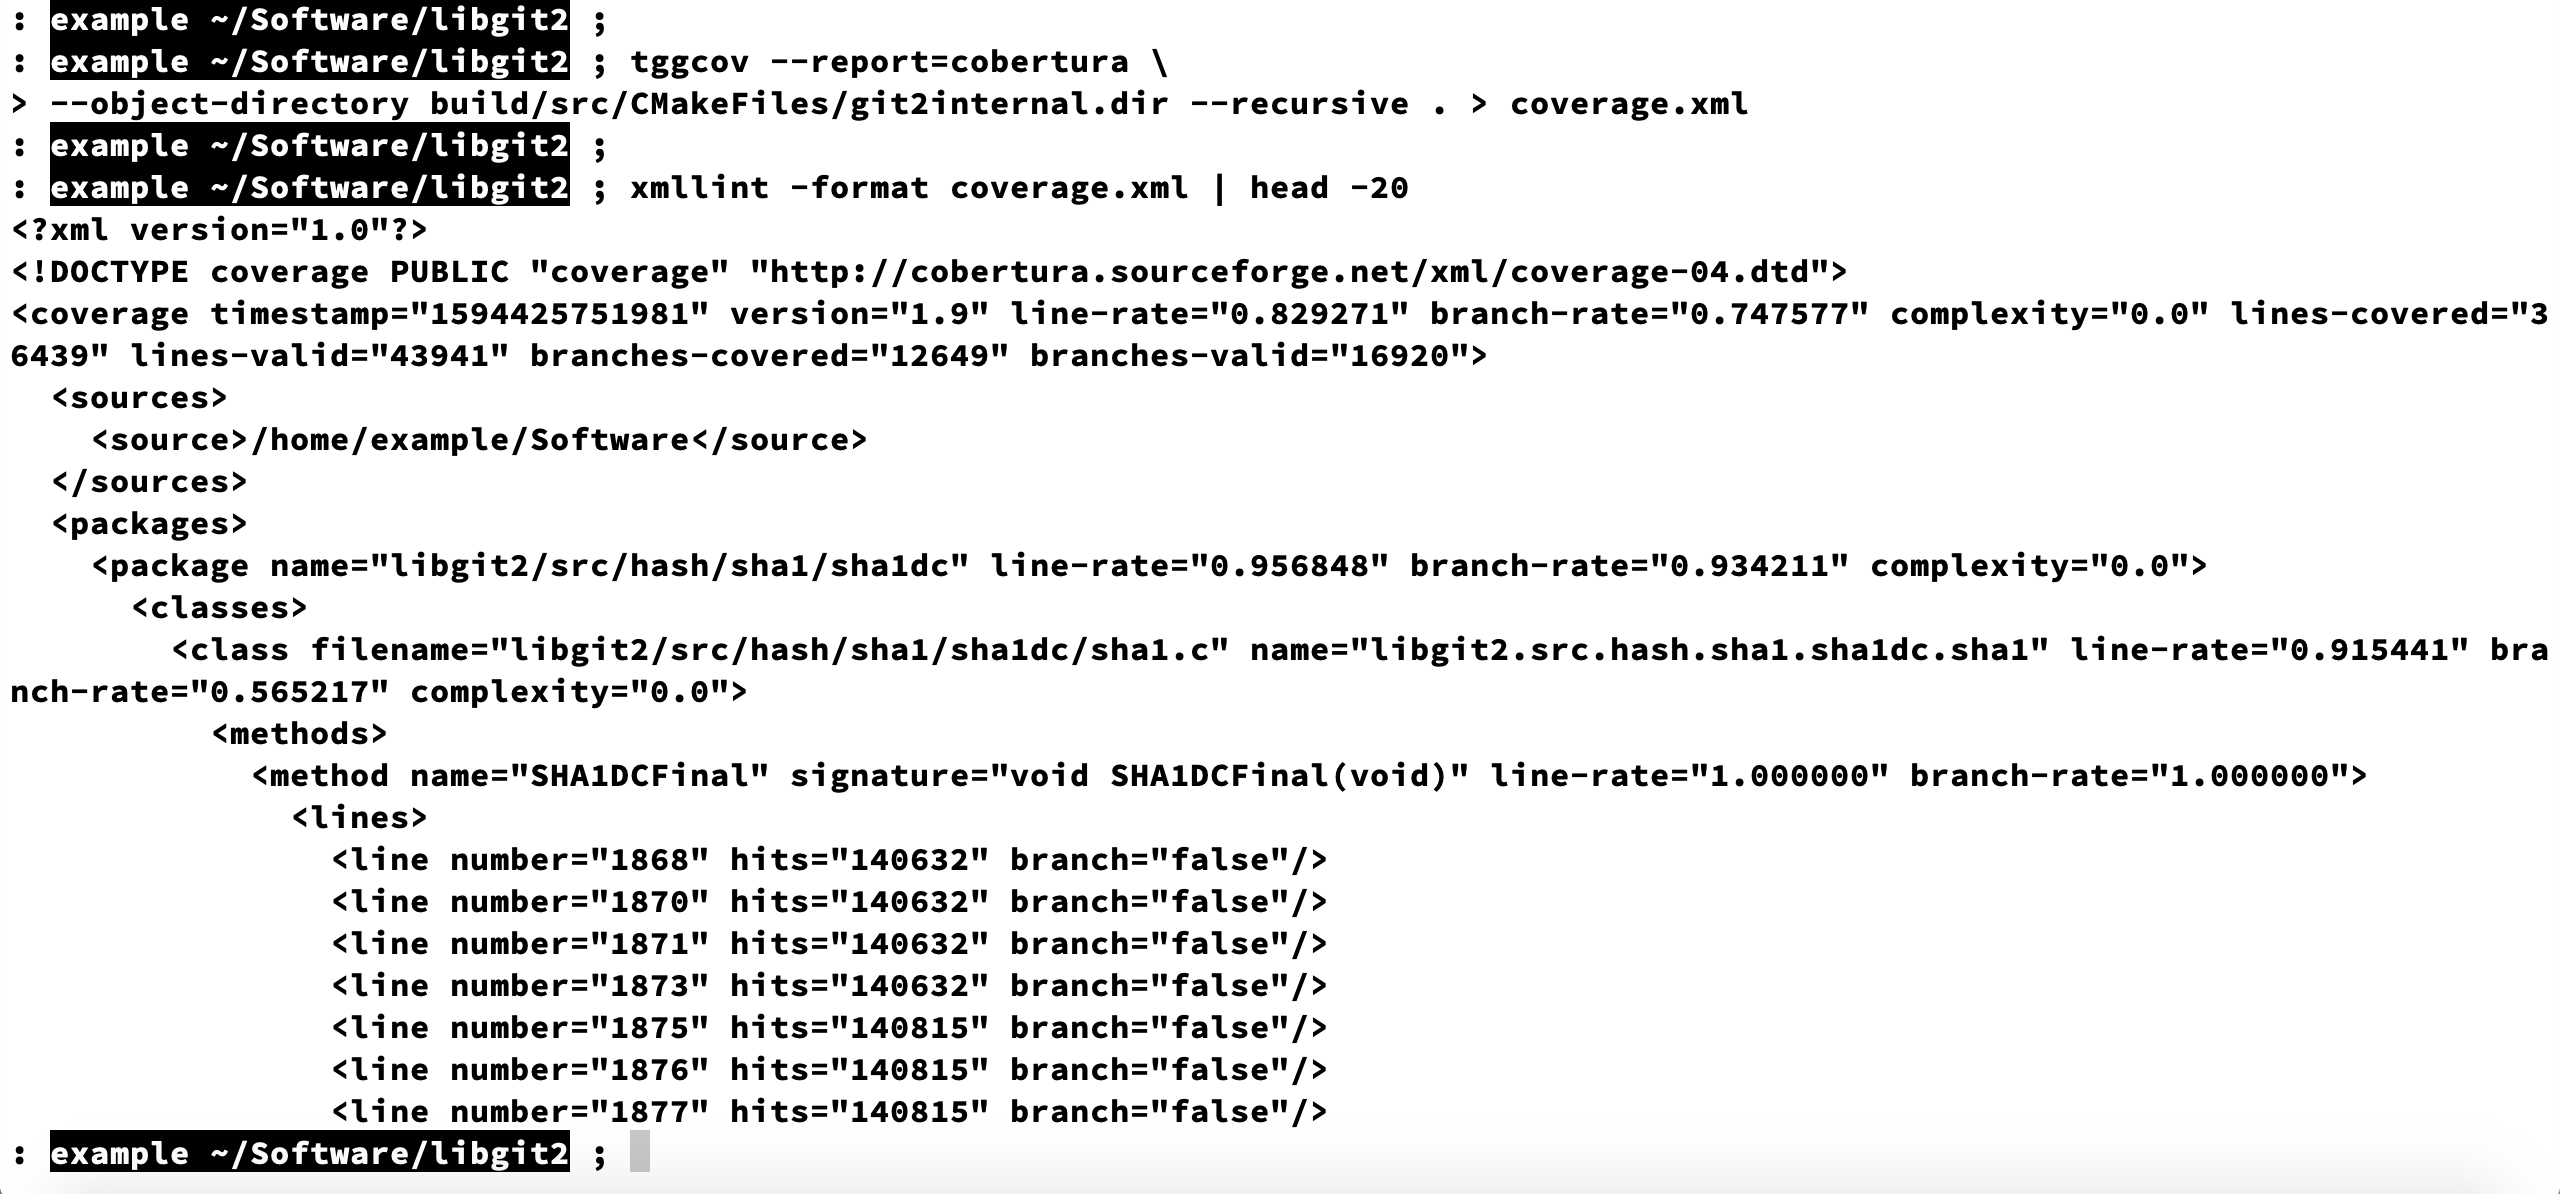 : example ~/Software/libgit2 ;
: example ~/Software/libgit2 ; tggcov --report=cobertura \
> --object-directory build/src/CMakeFiles/git2internal.dir --recursive . > coverage.xml
: example ~/Software/libgit2 ;
: example ~/Software/libgit2 ; xmllint -format coverage.xml | head -20
<?xml version="1.0"?>
<!DOCTYPE coverage PUBLIC "coverage" "http://cobertura.sourceforge.net/xml/coverage-04.dtd">
<coverage timestamp="1594425751981" version="1.9" line-rate="0.829271" branch-rate="0.747577" complexity="0.0" lines-covered="3
6439" lines-valid="43941" branches-covered="12649" branches-valid="16920">
  <sources>
    <source>/home/example/Software</source>
  </sources>
  <packages>
    <package name="libgit2/src/hash/sha1/sha1dc" line-rate="0.956848" branch-rate="0.934211" complexity="0.0">
      <classes>
        <class filename="libgit2/src/hash/sha1/sha1dc/sha1.c" name="libgit2.src.hash.sha1.sha1dc.sha1" line-rate="0.915441" bra
nch-rate="0.565217" complexity="0.0">
          <methods>
            <method name="SHA1DCFinal" signature="void SHA1DCFinal(void)" line-rate="1.000000" branch-rate="1.000000">
              <lines>
                <line number="1868" hits="140632" branch="false"/>
                <line number="1870" hits="140632" branch="false"/>
                <line number="1871" hits="140632" branch="false"/>
                <line number="1873" hits="140632" branch="false"/>
                <line number="1875" hits="140815" branch="false"/>
                <line number="1876" hits="140815" branch="false"/>
                <line number="1877" hits="140815" branch="false"/>
: example ~/Software/libgit2 ;